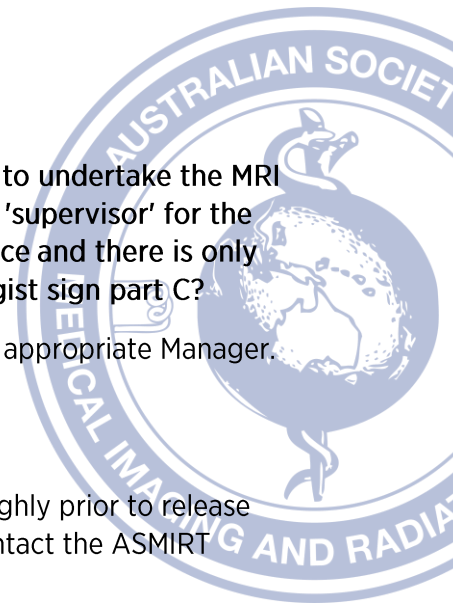 AUSTRALIAN SOCIET
to undertake the MRI
'supervisor' for the
ce and there is only
gist sign part C?
appropriate Manager.
ghly prior to release
ntact the ASMIRT
MEDICAL IMAGING AND RADIA